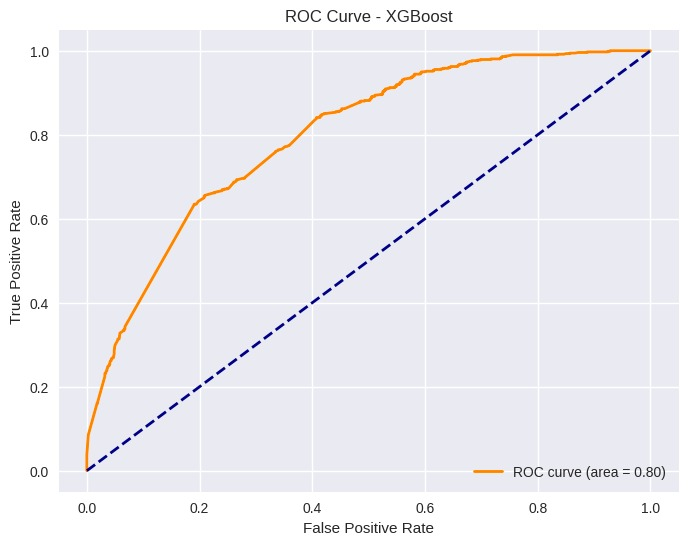 ROC Curve - XGBoost
True Positive Rate
1.0
0.8
0.6
0.4
0.2
0.0
ROC curve (area = 0.80)
0.0 0.2 0.4 0.6 0.8 1.0
False Positive Rate